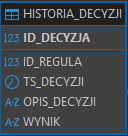 HISTORIA_DECYZJI
123 ID_DECYZJA
123 ID_REGULA
TS_DECYZJI
A-Z OPIS_DECYZJI
A-Z WYNIK